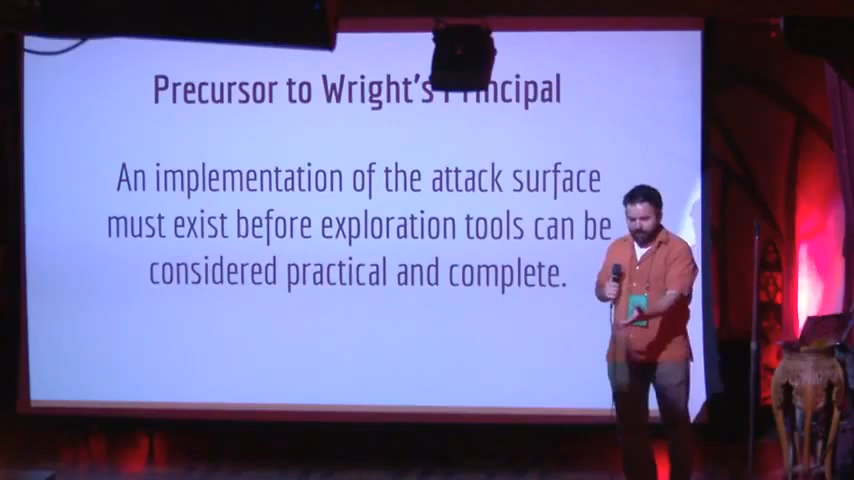 Precursor to Wright's Principal
An implementation of the attack surface
must exist before exploration tools can be
considered practical and complete.